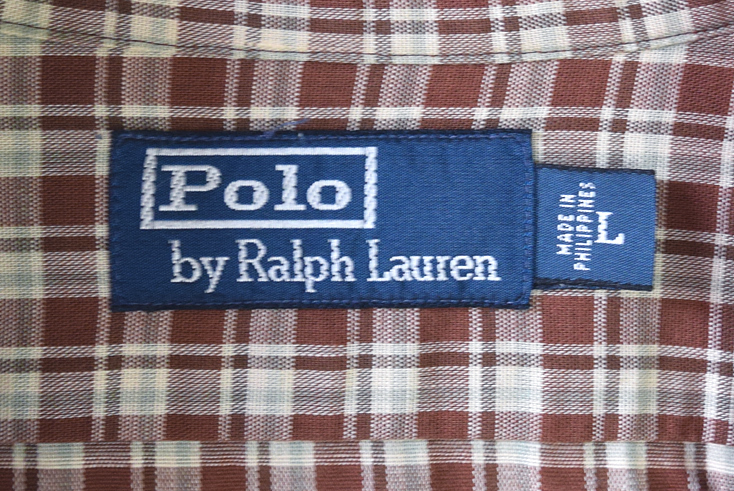 Polo
by Ralph Lauren
MADE IN
PHILIPPINES
L